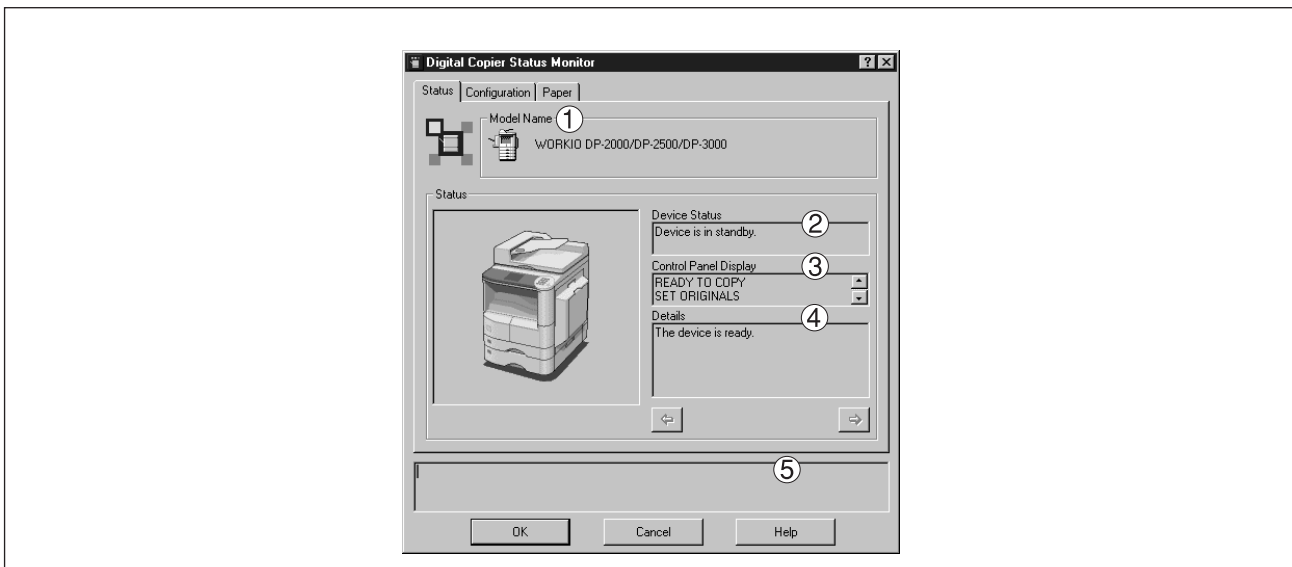 Digital Copier Status Monitor
Status Configuration Paper
Model Name 1
WORKIO DP-2000/DP-2500/DP-3000
Status
Device Status 2
Device is in standby.
Control Panel Display 3
READY TO COPY
SET ORIGINALS
Details 4
The device is ready.
5
OK Cancel Help